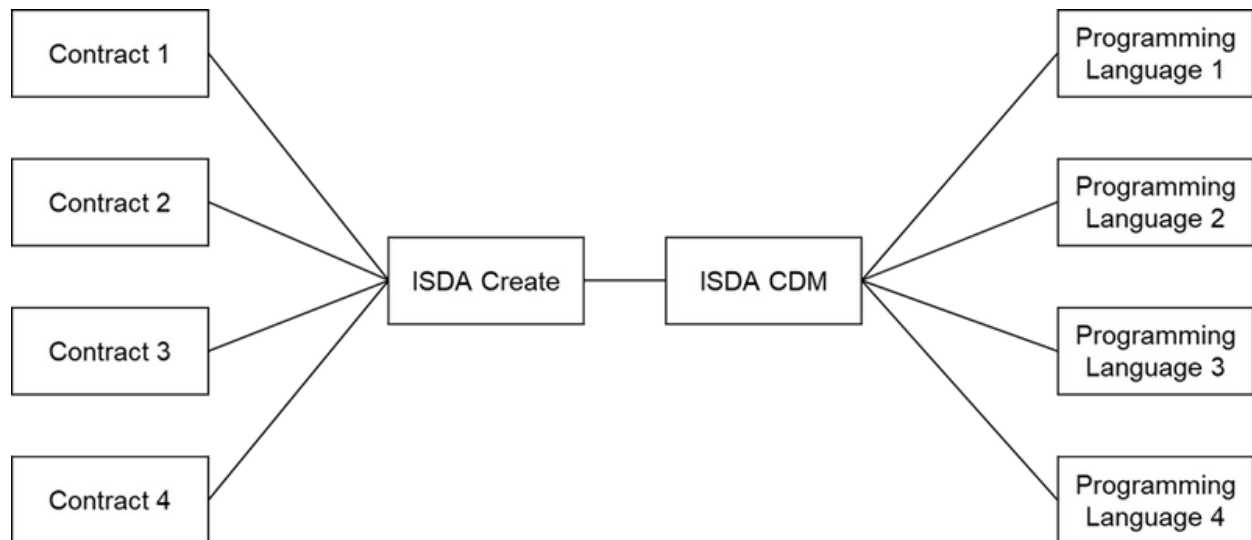 Contract 1
Contract 2
Contract 3
Contract 4
ISDA Create
ISDA CDM
Programming
Language 1
Programming
Language 2
Programming
Language 3
Programming
Language 4